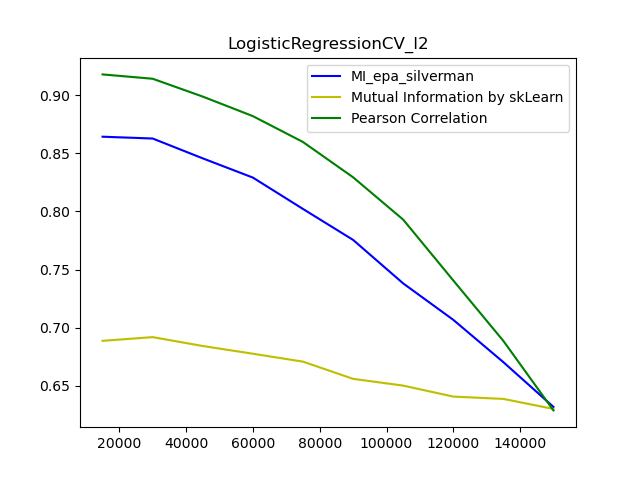 LogisticRegressionCV_l2
MI_epa_silverman
Mutual Information by skLearn
Pearson Correlation
0.90
0.85
0.80
0.75
0.70
0.65
20000 40000 60000 80000 100000 120000 140000